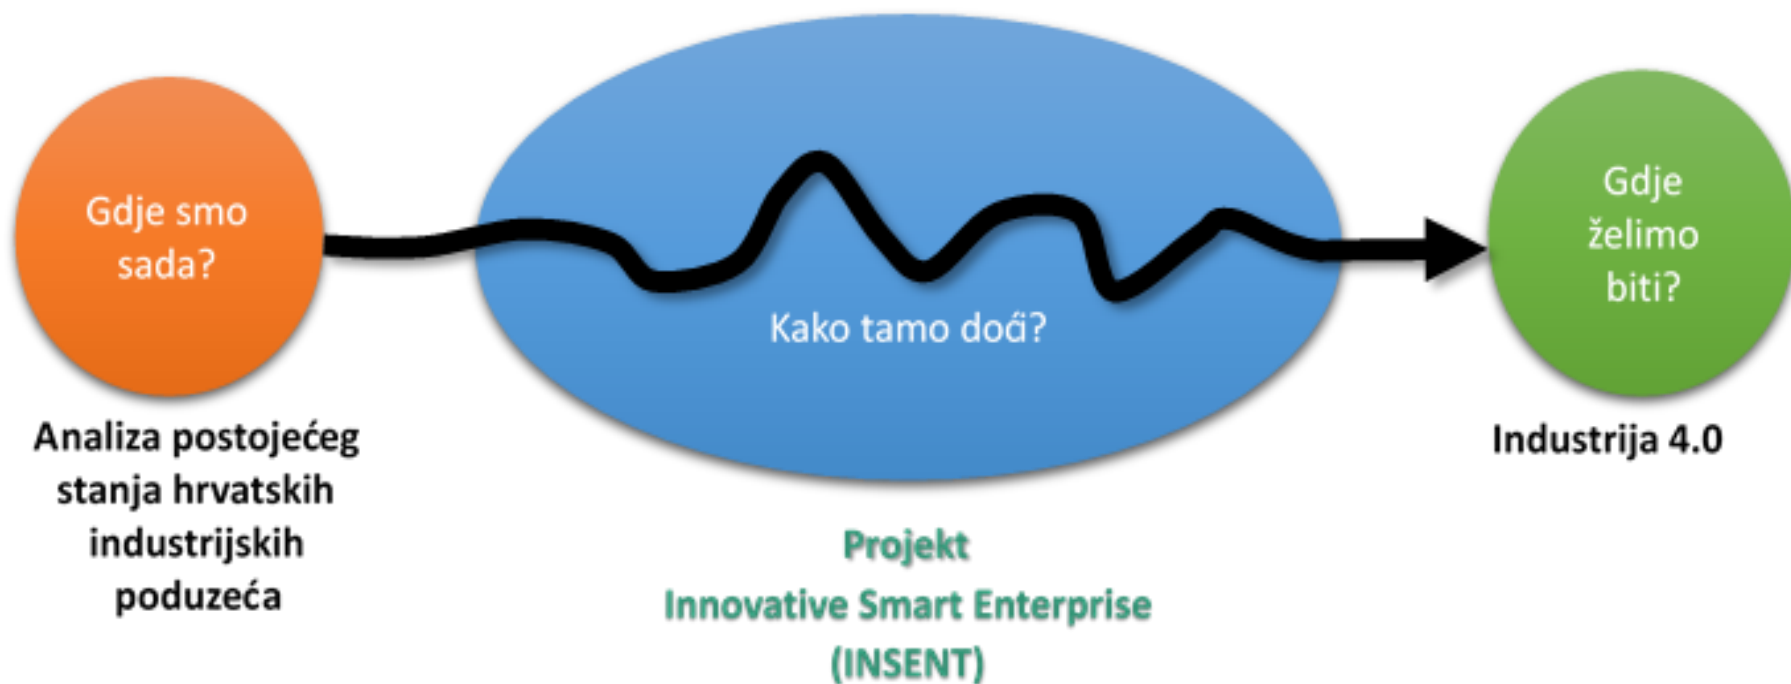 Gdje smo
sada?
Analiza postojećeg
stanja hrvatskih
industrijskih
poduzeća
Kako tamo doći?
Projekt
Innovative Smart Enterprise
(INSENT)
Gdje
želimo
biti?
Industrija 4.0